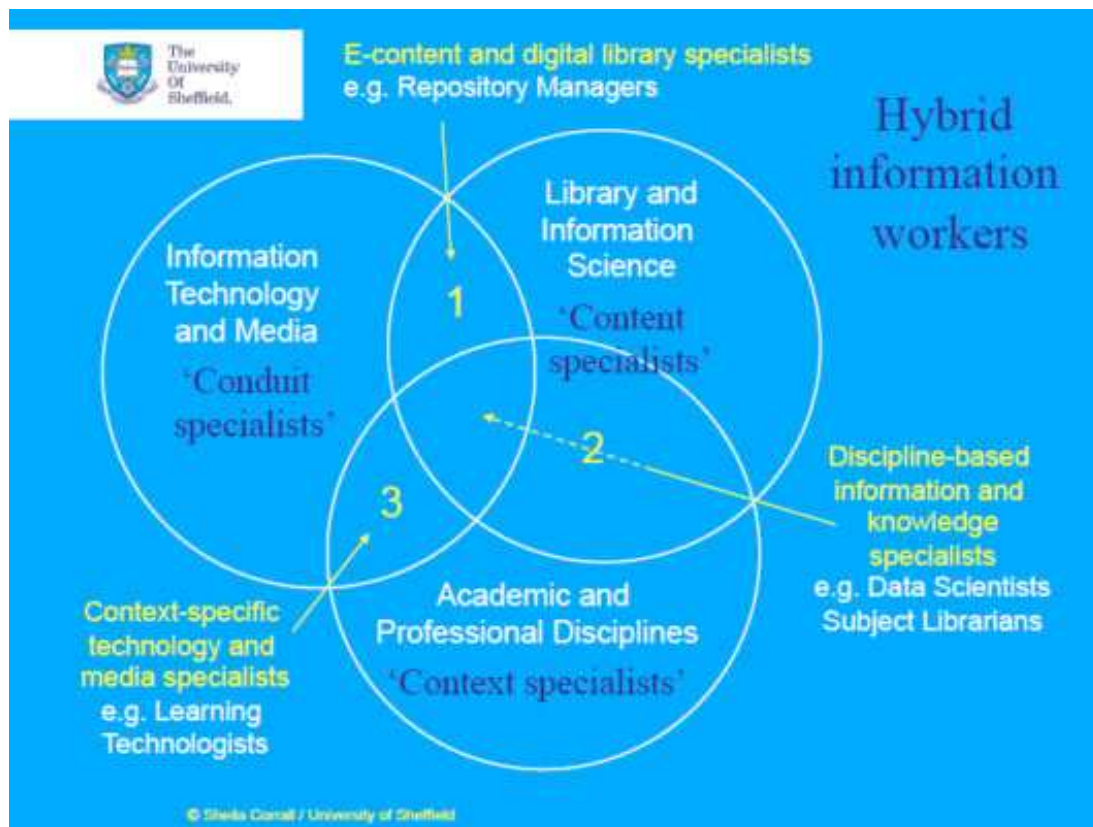 The
University
Of
Sheffield.
E-content and digital library specialists
e.g. Repository Managers
Hybrid
information
workers
Library and
Information
Science
'Content
specialists'
Information
Technology
and Media
'Conduit
specialists'
1
2
3
Discipline-based
information and
knowledge
specialists
e.g. Data Scientists
Subject Librarians
Academic and
Professional Disciplines
'Context specialists'
Context-specific
technology and
media specialists
e.g. Learning
Technologists
© Sheila Corrall / University of Sheffield